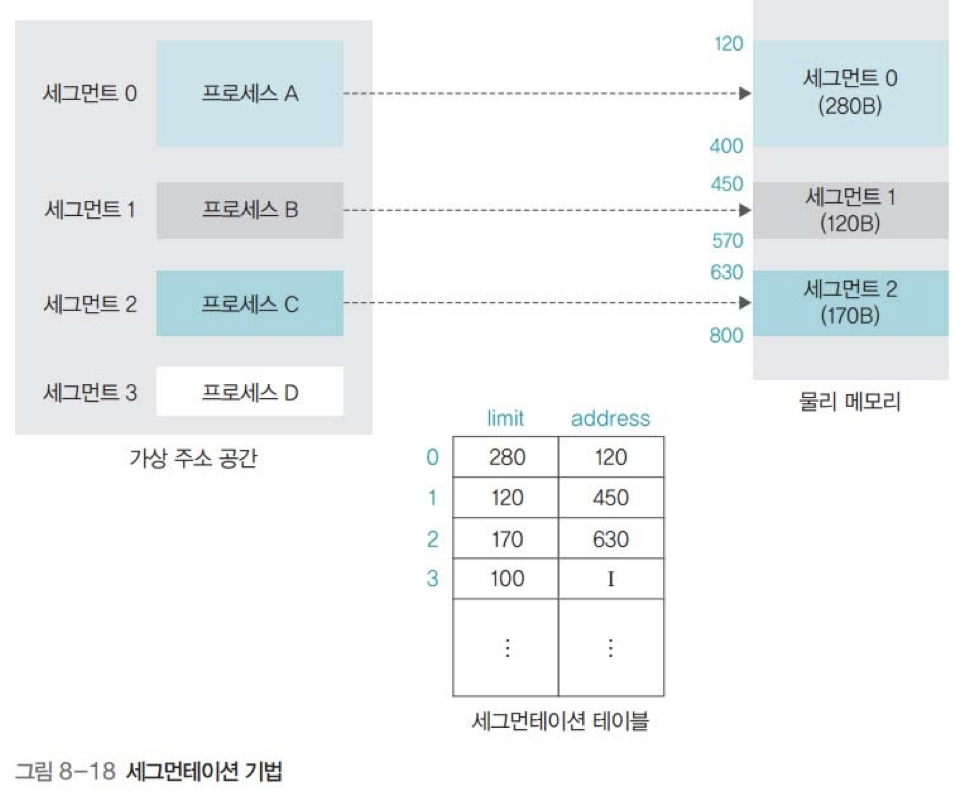 세그먼트 0 프로세스 A
세그먼트 1 프로세스 B
세그먼트 2 프로세스 C
세그먼트 3 프로세스 D
가상 주소 공간
120
세그먼트 0
(280B)
400
450
세그먼트 1
(120B)
570
630
세그먼트 2
(170B)
800
물리 메모리
limit address
0 280 120
1 120 450
2 170 630
3 100 I
⋮ ⋮
세그먼테이션 테이블
그림 8-18 세그먼테이션 기법